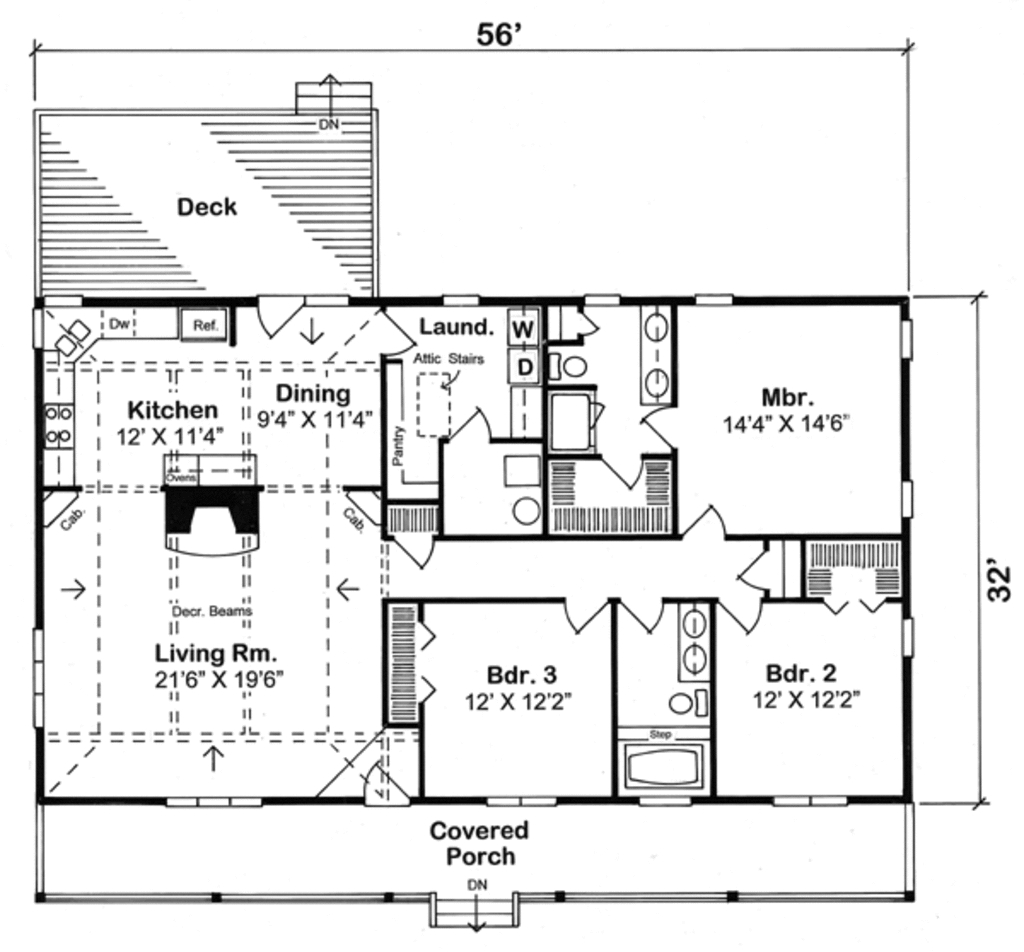 56’
DN
Deck
Dw
Ref.
Laund.
W
D
Attic Stairs
Kitchen
12’ X 11’4”
Dining
9’4” X 11’4”
Pantry
Mbr.
14’4” X 14’6”
Ovens
Cab.
Cab.
32’
Decr. Beams
Living Rm.
21’6” X 19’6”
Bdr. 3
12’ X 12’2”
Bdr. 2
12’ X 12’2”
Step
Covered
Porch
DN